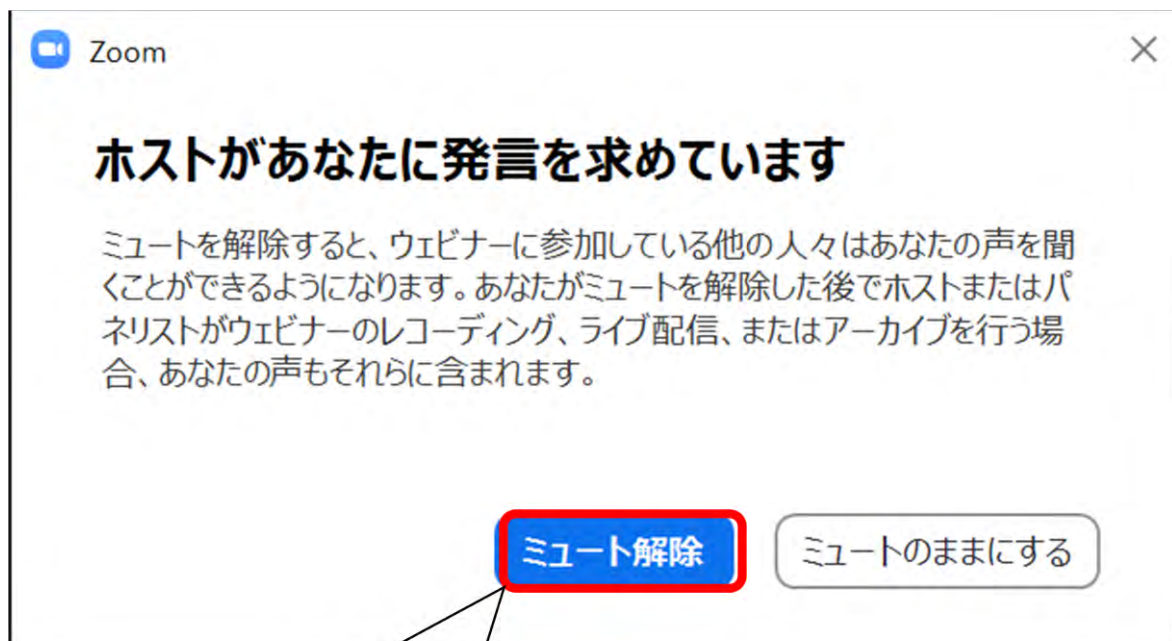 Zoom
ホストがあなたに発言を求めています
ミュートを解除すると、ウェビナーに参加している他の人々はあなたの声を聞
くことができるようになります。あなたがミュートを解除した後でホストまたはパ
ネリストがウェビナーのレコーディング、ライブ配信、またはアーカイブを行う場
合、あなたの声もそれらに含まれます。
ミュート解除
ミュートのままにする